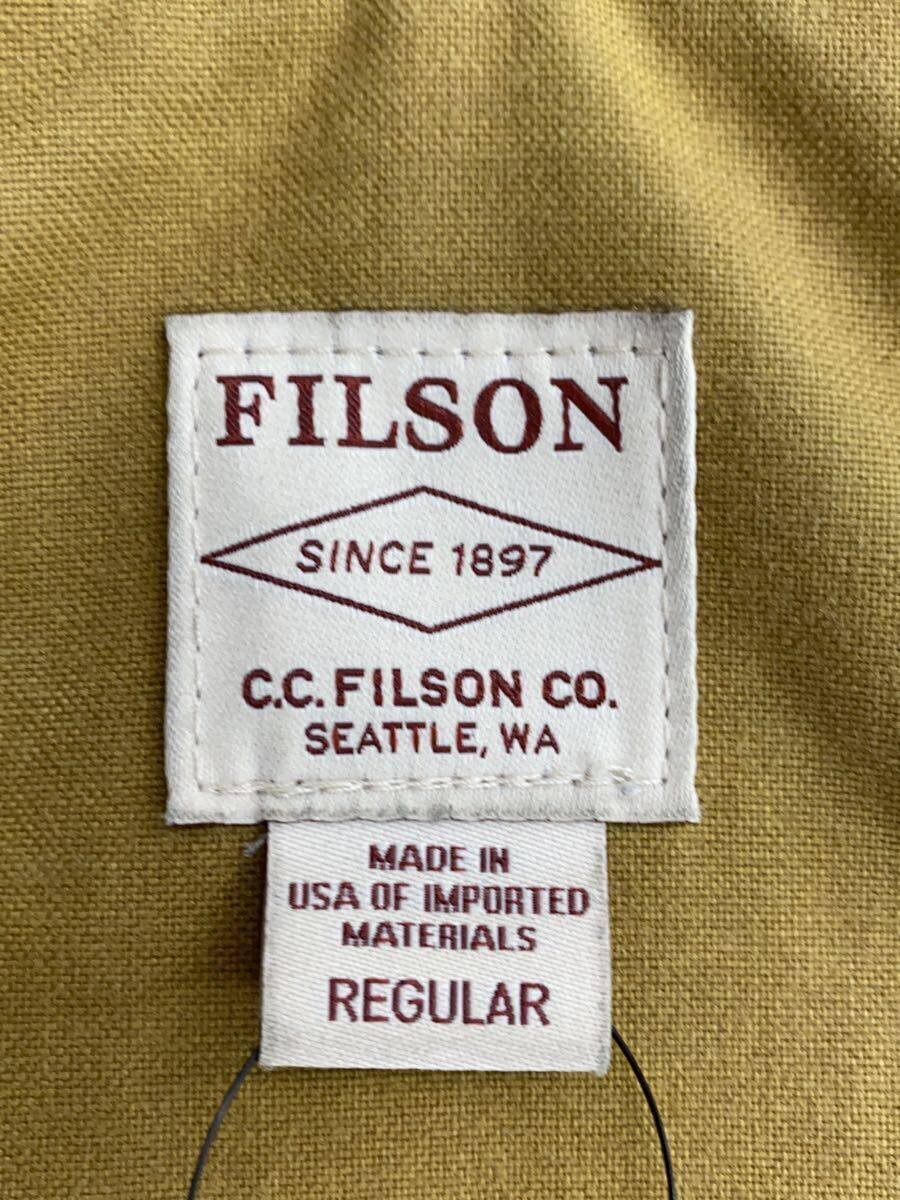 FILSON
SINCE 1897
C.C. FILSON CO.
SEATTLE, WA
MADE IN
USA OF IMPORTED
MATERIALS
REGULAR